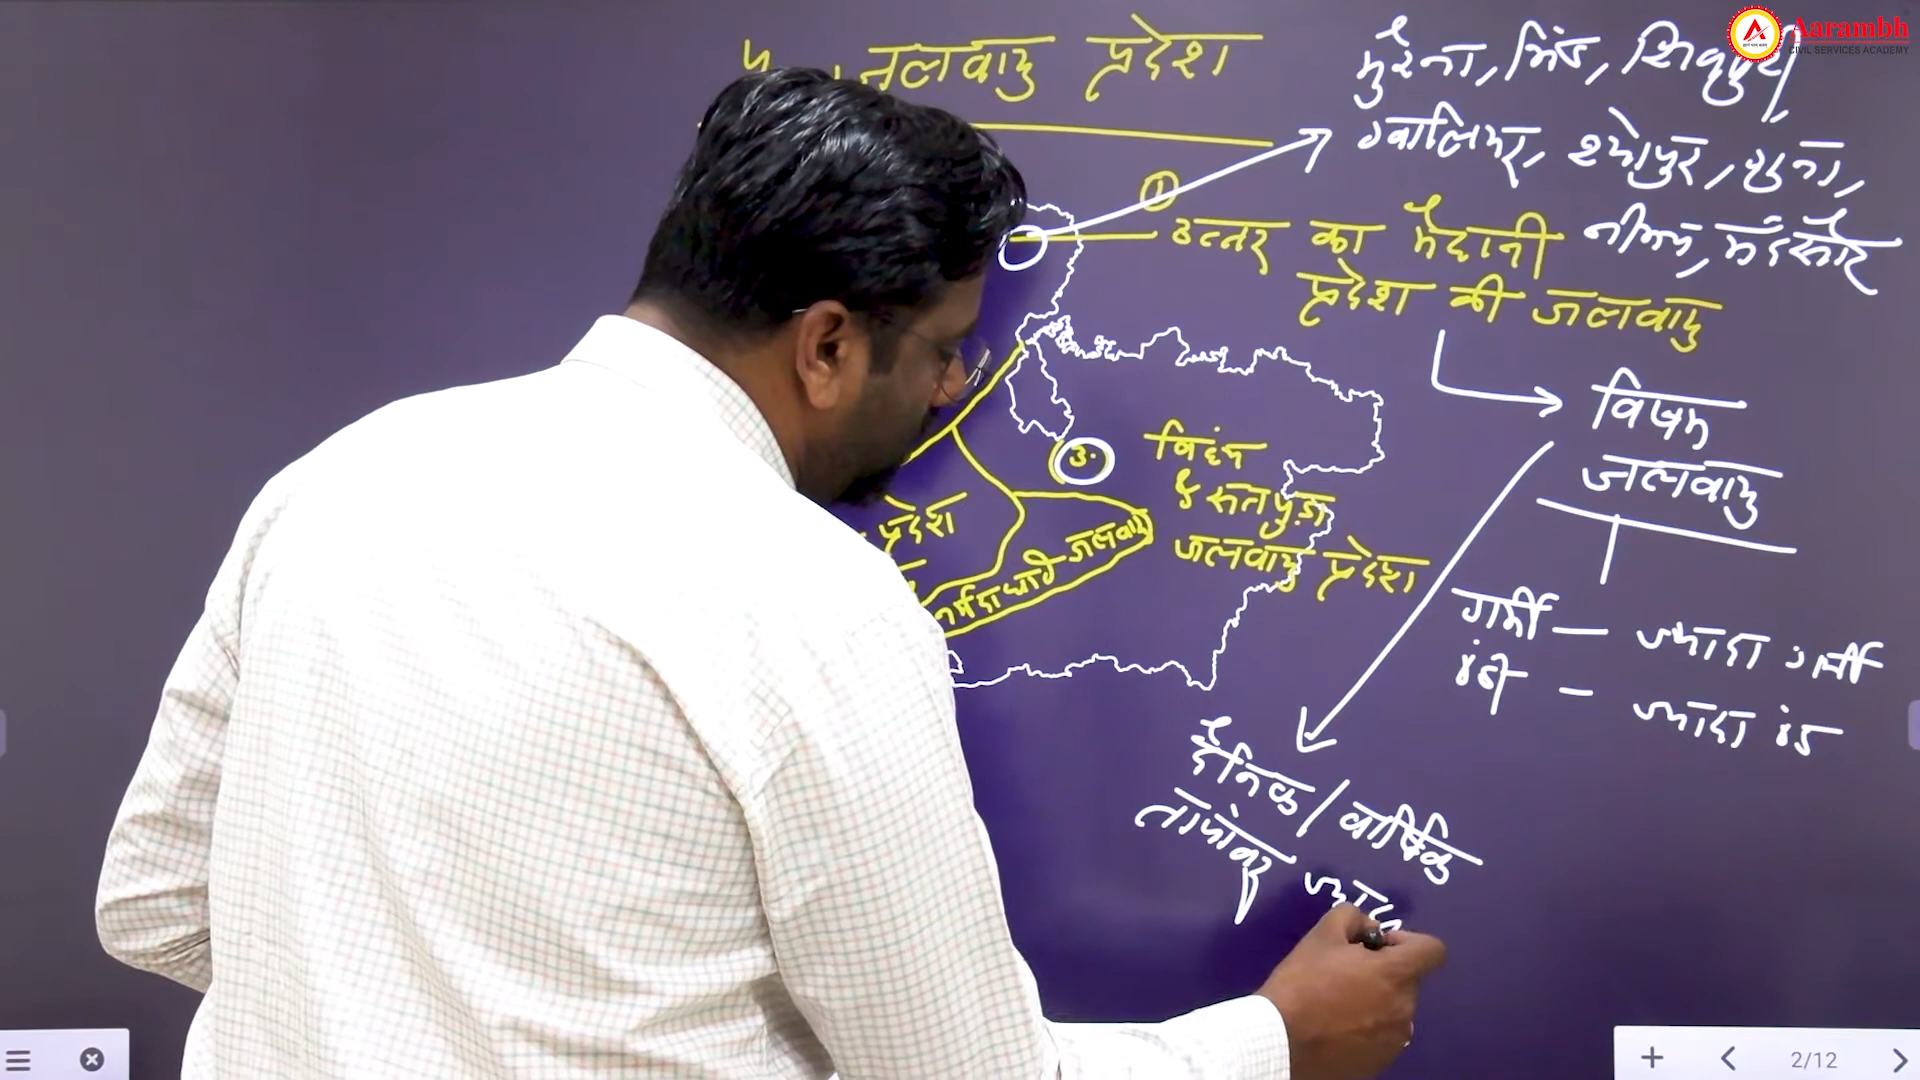 जलवायु प्रदेश
मुरैना, भिंड, शिवपुरी,
ग्वालियर, श्योपुर, गुना,
नीमच, मंदसौर
①
उत्तर का मैदानी
प्रदेश की जलवायु
विषम
जलवायु
गर्मी — ज्यादा गर्मी
ठंडी — ज्यादा ठंड
3.
विंध्य
सतपुड़ा
जलवायु प्रदेश
प्रदेश
नर्मदा घाटी जलवायु
दैनिक / वार्षिक
तापांतर
Aarambh
CIVIL SERVICES ACADEMY
2/12